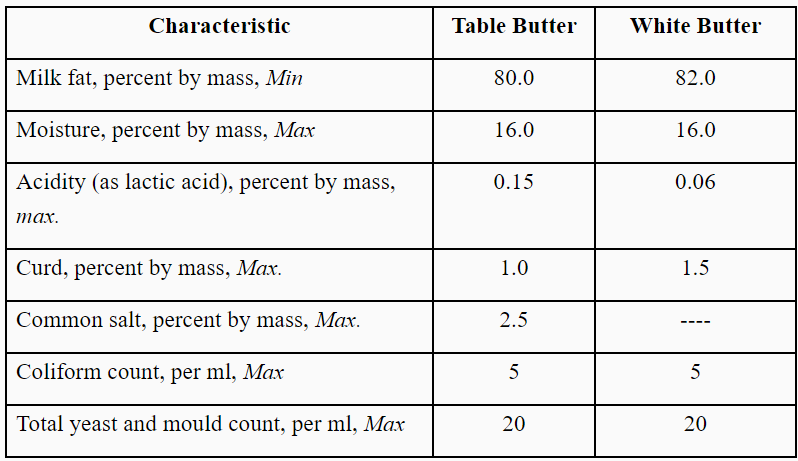 Characteristic Table Butter White Butter
Milk fat, percent by mass, Min 80.0 82.0
Moisture, percent by mass, Max 16.0 16.0
Acidity (as lactic acid), percent by mass, 0.15 0.06
max.
Curd, percent by mass, Max. 1.0 1.5
Common salt, percent by mass, Max. 2.5 ----
Coliform count, per ml, Max 5 5
Total yeast and mould count, per ml, Max 20 20